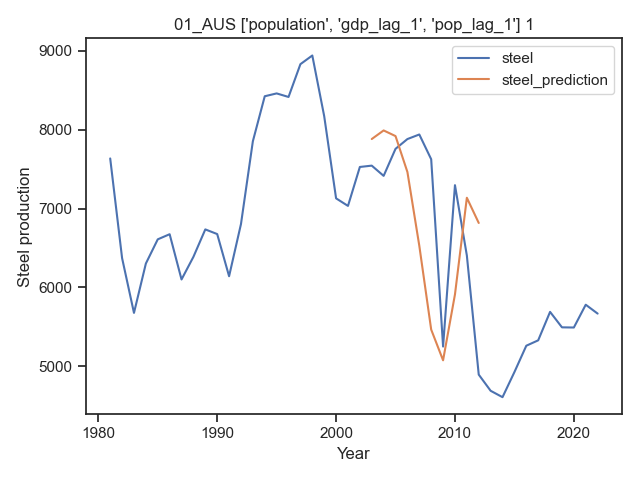 01_AUS ['population', 'gdp_lag_1', 'pop_lag_1'] 1
steel
steel_prediction
9000
8000
7000
6000
5000
Steel production
1980
1990
2000
2010
2020
Year